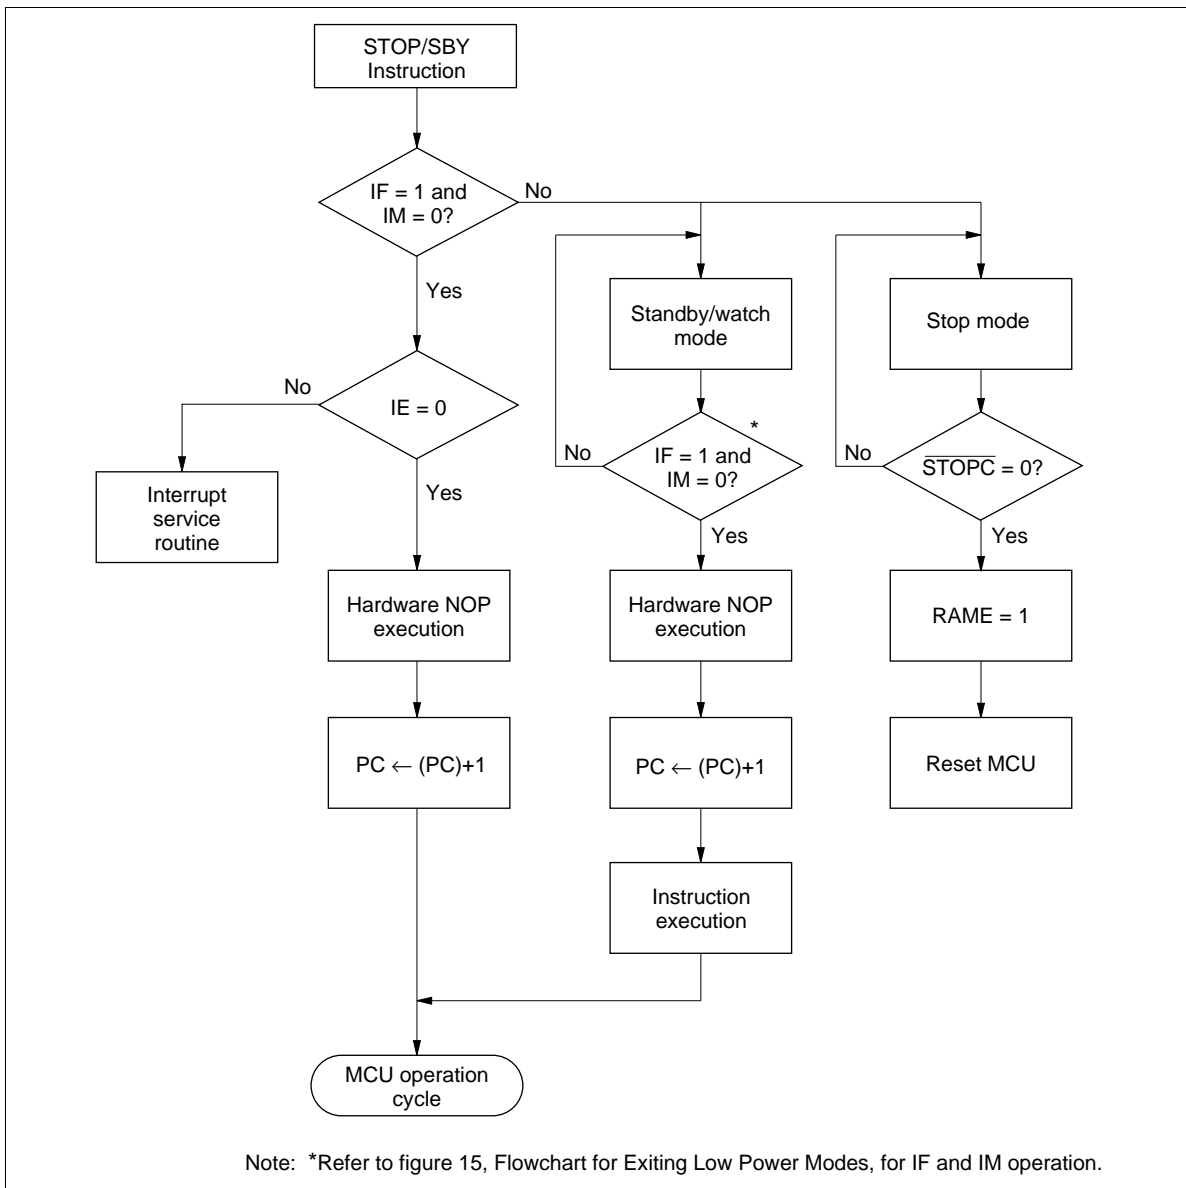 STOP/SBY
Instruction
IF = 1 and
IM = 0?
No
Yes
Standby/watch
mode
Stop mode
No
IE = 0
*
No
IF = 1 and
IM = 0?
No
S̅T̅O̅P̅C̅ = 0?
Interrupt
service
routine
Yes
Yes
Yes
Hardware NOP
execution
Hardware NOP
execution
RAME = 1
PC ← (PC)+1
PC ← (PC)+1
Reset MCU
Instruction
execution
MCU operation
cycle
Note: *Refer to figure 15, Flowchart for Exiting Low Power Modes, for IF and IM operation.